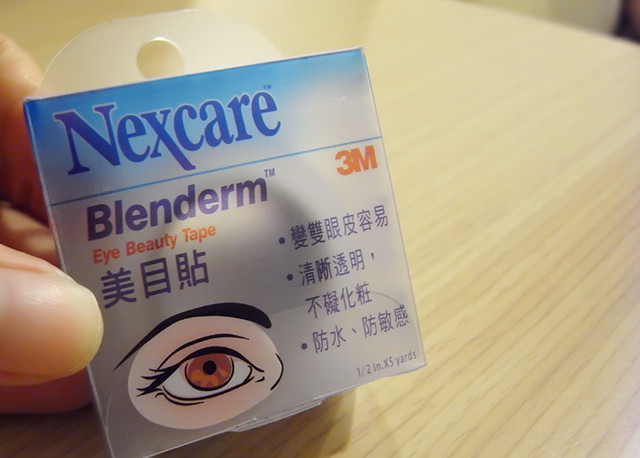 Nexcare™
3M
Blenderm™
Eye Beauty Tape
美目貼
• 變雙眼皮容易
• 清晰透明，
不礙化粧
• 防水、防敏感
1/2 In.X5 yards